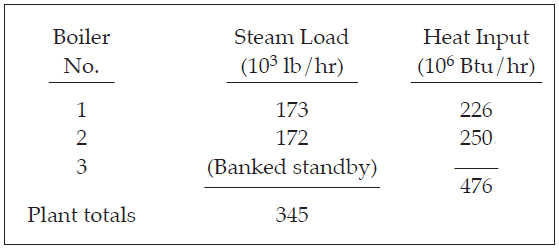 Boiler Steam Load Heat Input
No. (10³ lb/hr) (10⁶ Btu/hr)
1 173 226
2 172 250
3 (Banked standby)
476
Plant totals 345